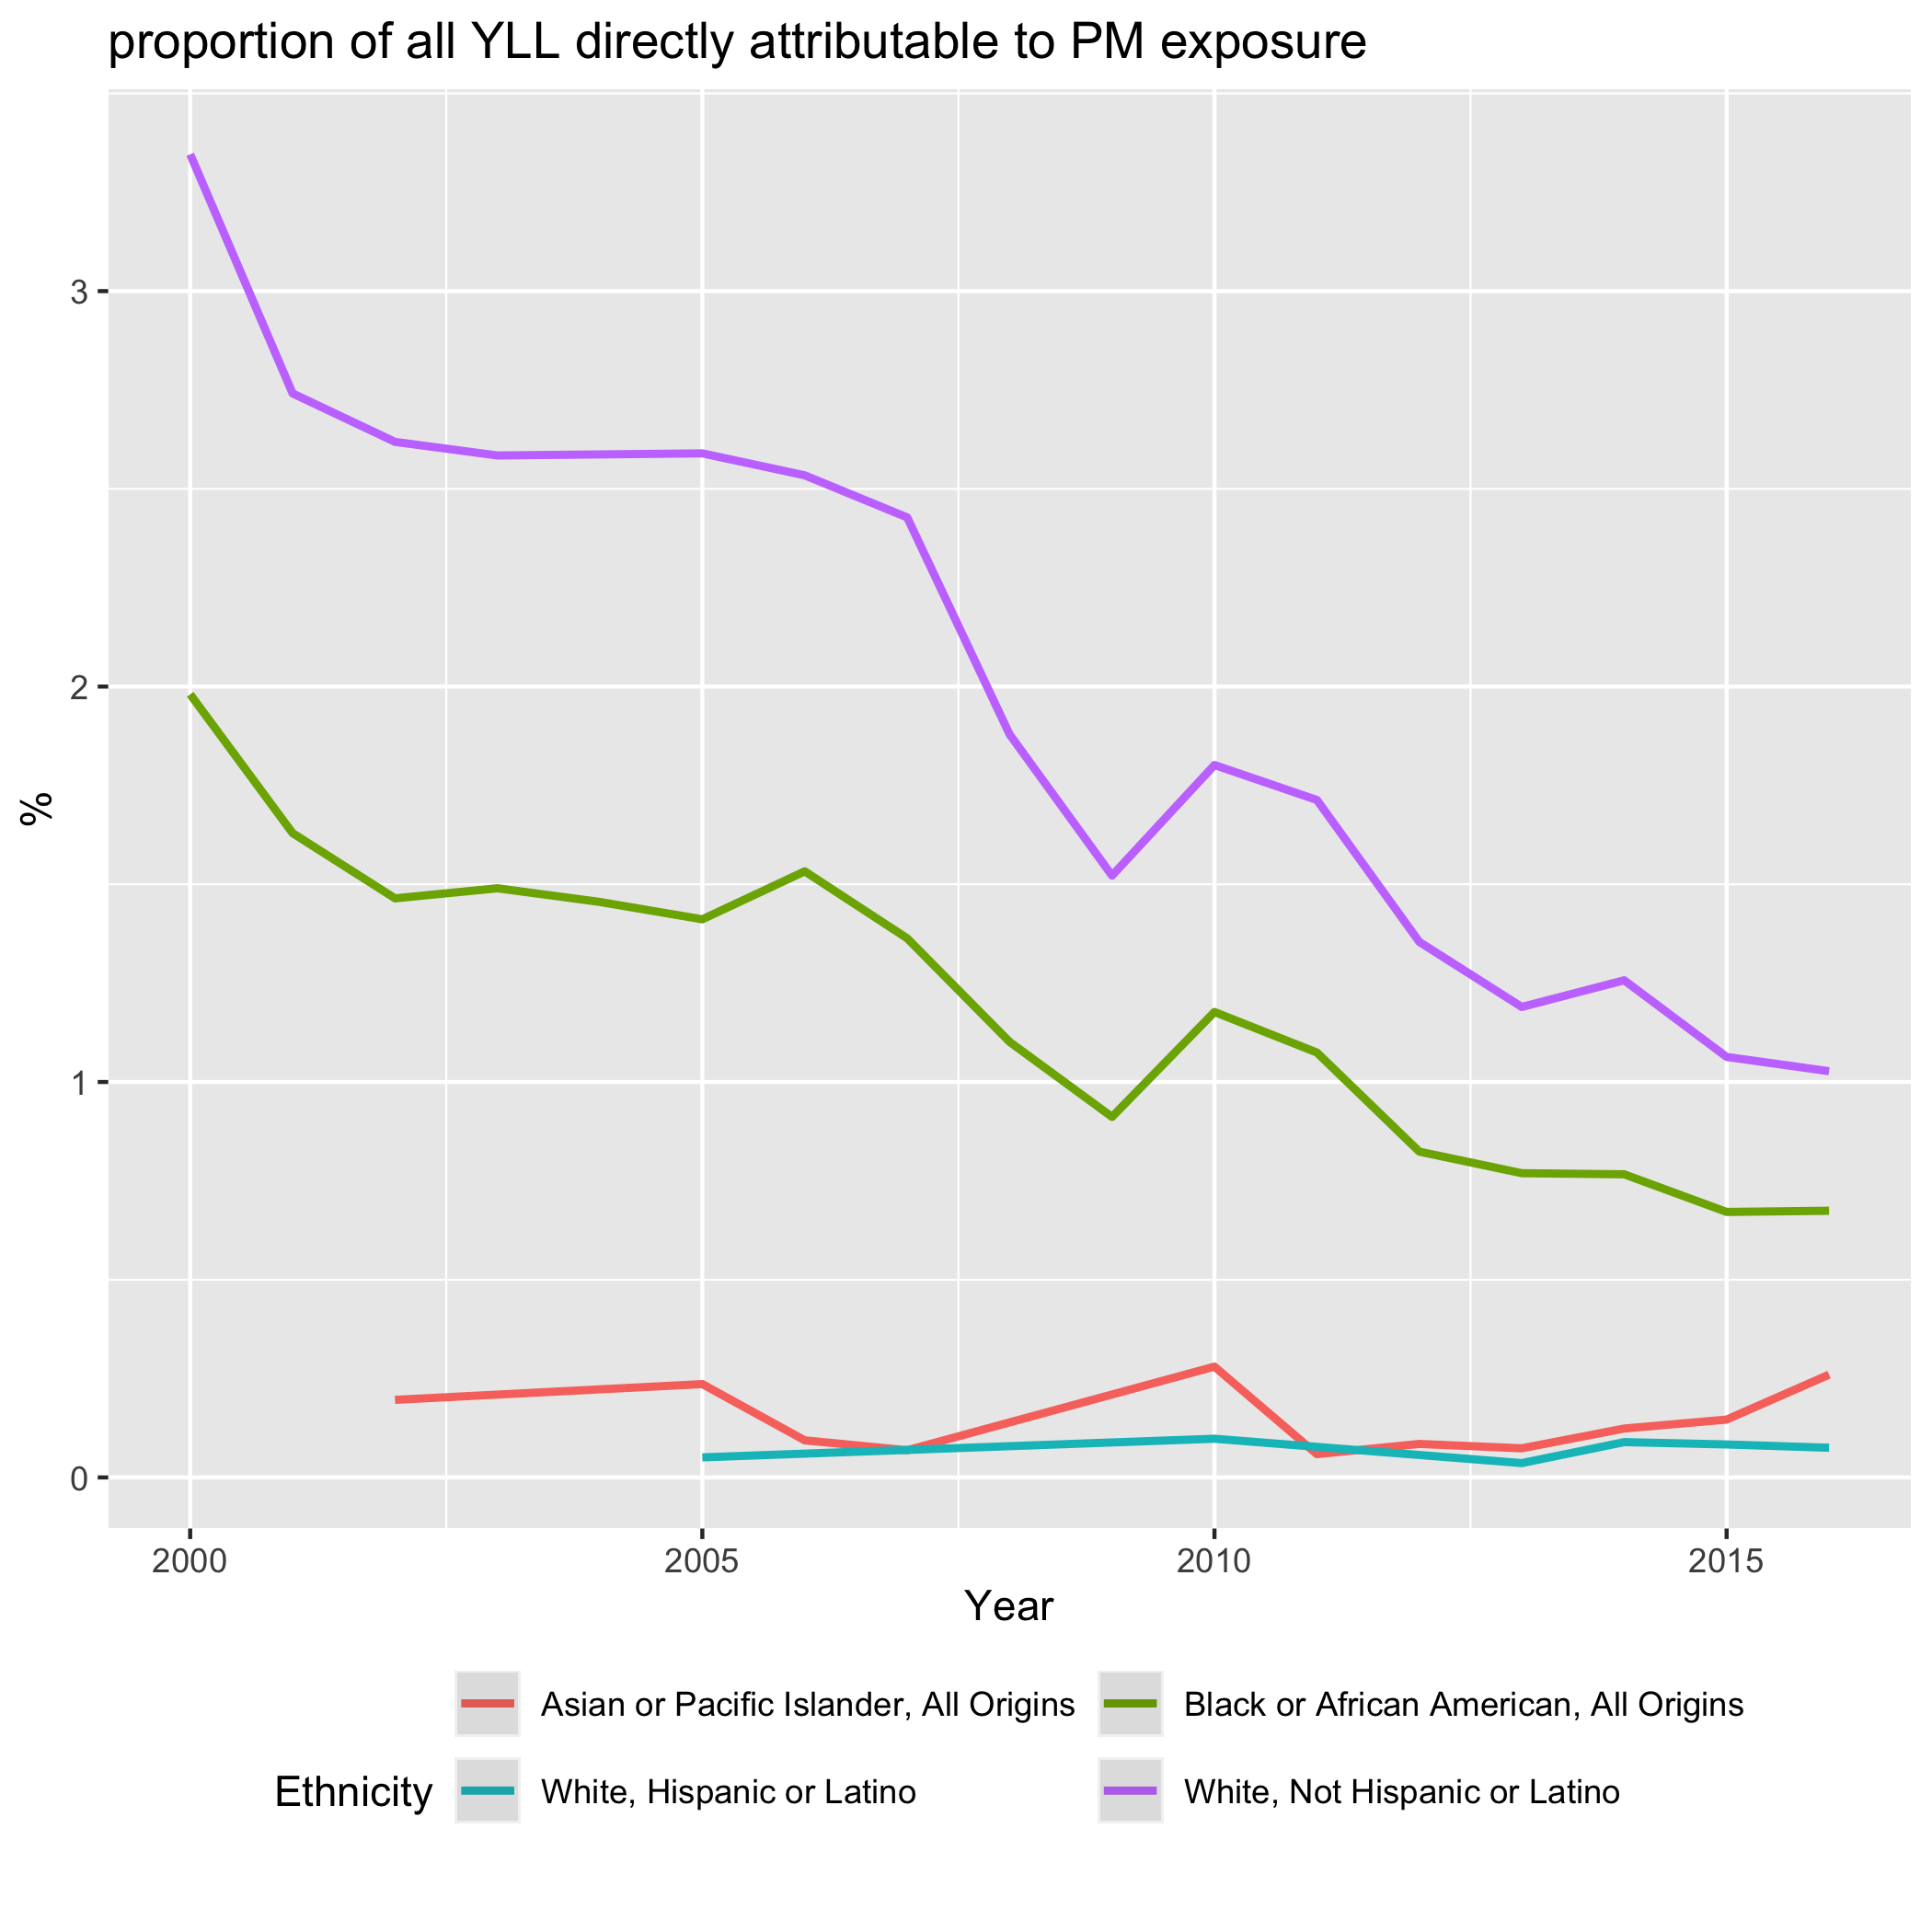 proportion of all YLL directly attributable to PM exposure
3
2
1
0
%
2000 2005 2010 2015
Year
Ethnicity
Asian or Pacific Islander, All Origins
Black or African American, All Origins
White, Hispanic or Latino
White, Not Hispanic or Latino